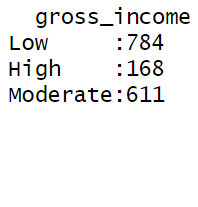 gross_income
Low     :784
High    :168
Moderate:611